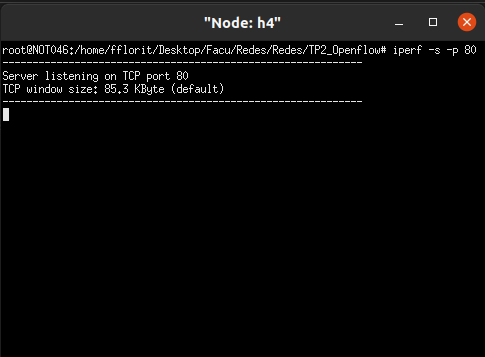 "Node: h4"
root@NOT046:/home/fflorit/Desktop/Facu/Redes/Redes/TP2_Openflow# iperf -s -p 80
------------------------------------------------------------
Server listening on TCP port 80
TCP window size: 85.3 KByte (default)
------------------------------------------------------------